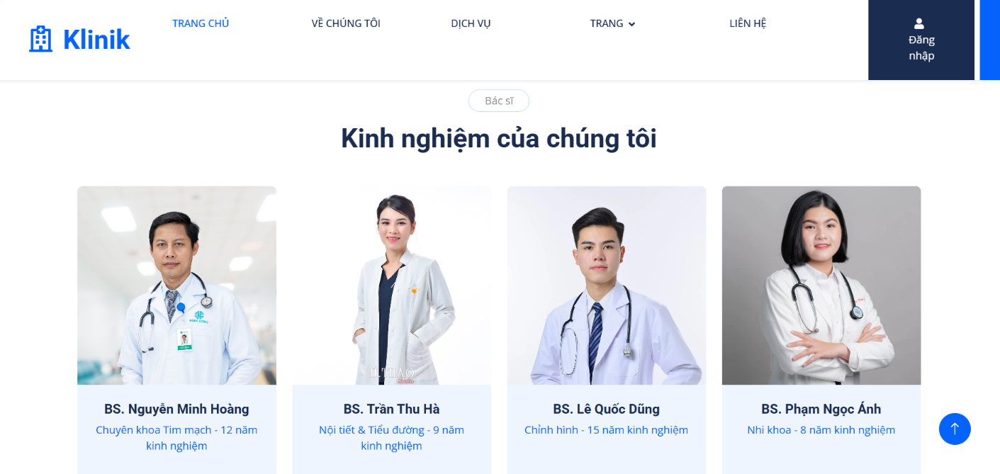 Klinik
TRANG CHỦ
VỀ CHÚNG TÔI
DỊCH VỤ
TRANG
LIÊN HỆ
Đăng
nhập
Bác sĩ
Kinh nghiệm của chúng tôi
H.THAO
Studio
BS. Nguyễn Minh Hoàng
Chuyên khoa Tim mạch - 12 năm
kinh nghiệm
BS. Trần Thu Hà
Nội tiết & Tiểu đường - 9 năm
kinh nghiệm
BS. Lê Quốc Dũng
Chỉnh hình - 15 năm kinh nghiệm
BS. Phạm Ngọc Ánh
Nhi khoa - 8 năm kinh nghiệm